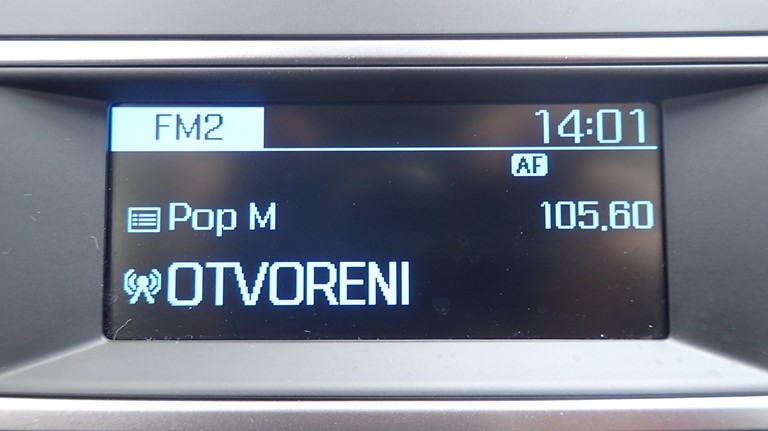 FM2 14:01
AF
Pop M 105.60
OTVORENI